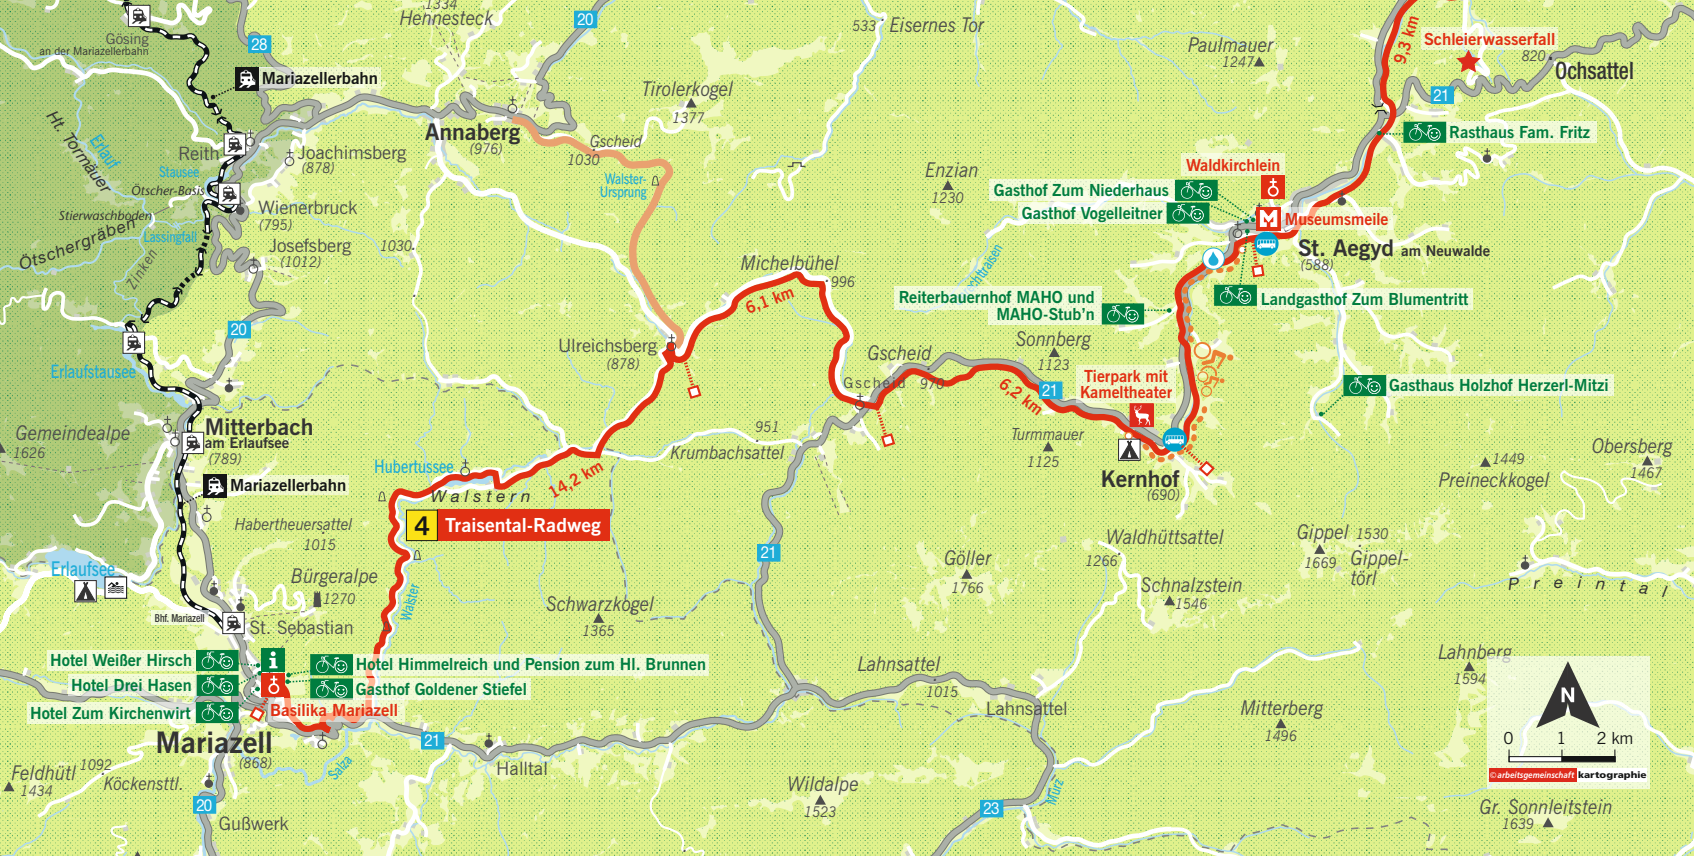 1334
Hennesteck
20
533
Eisernes Tor
9,3 km
Schleierwasserfall
820
Ochsattel
Gösing
an der Mariazellerbahn
28
Paulmauer
1247
Mariazellerbahn
Tirolerkogel
1377
21
Ht. Tormäuer
Erlauf
Annaberg
(976)
Gscheid
1030
Rasthaus Fam. Fritz
Reith
Joachimsberg
(878)
Stausee
Ötscher-Basis
Walster-
Ursprung
Enzian
1230
Waldkirchlein
Gasthof Zum Niederhaus
Gasthof Vogelleitner
Museumsmeile
Stierwaschboden
Wienerbruck
(795)
Ötschergräben
Lassingfall
Zinken
Josefsberg
(1012)
1030
St. Aegyd am Neuwalde
(588)
Michelbühel
996
6,1 km
Reiterbauernhof MAHO und
MAHO-Stub'n
Landgasthof Zum Blumentritt
20
Ulreichsberg
(878)
Gscheid
Gscheid 970
Sonnberg
1123
Erlaufstausee
6,2 km
21
Tierpark mit
Kameltheater
Gasthaus Holzhof Herzerl-Mitzi
Mitterbach
am Erlaufsee
(789)
Gemeindealpe
1626
951
Krumbachsattel
Turmmauer
1125
Obersberg
1467
Hubertussee
14,2 km
Walstern
Kernhof
(690)
1449
Preineckkogel
Mariazellerbahn
4 Traisental-Radweg
Habertheuersattel
1015
21
Waldhüttsattel
1266
Gippel 1530
1669
Gippel-
törl
Göller
1766
Erlaufsee
Bürgeralpe
1270
Walster
Schnalzstein
1546
Preintal
Schwarzkogel
1365
Bhf. Mariazell
St. Sebastian
Hotel Weißer Hirsch
Hotel Himmelreich und Pension zum Hl. Brunnen
Hotel Drei Hasen
Gasthof Goldener Stiefel
Hotel Zum Kirchenwirt
Basilika Mariazell
Lahnsattel
1015
Lahnsattel
Lahnberg
1594
N
0 1 2 km
© arbeitsgemeinschaft kartographie
Mitterberg
1496
Mariazell
(868)
21
Halltal
Salza
Feldhütl
1434
1092
Köckensttl.
20
Gußwerk
Wildalpe
1523
23
Mürz
Gr. Sonnleitstein
1639